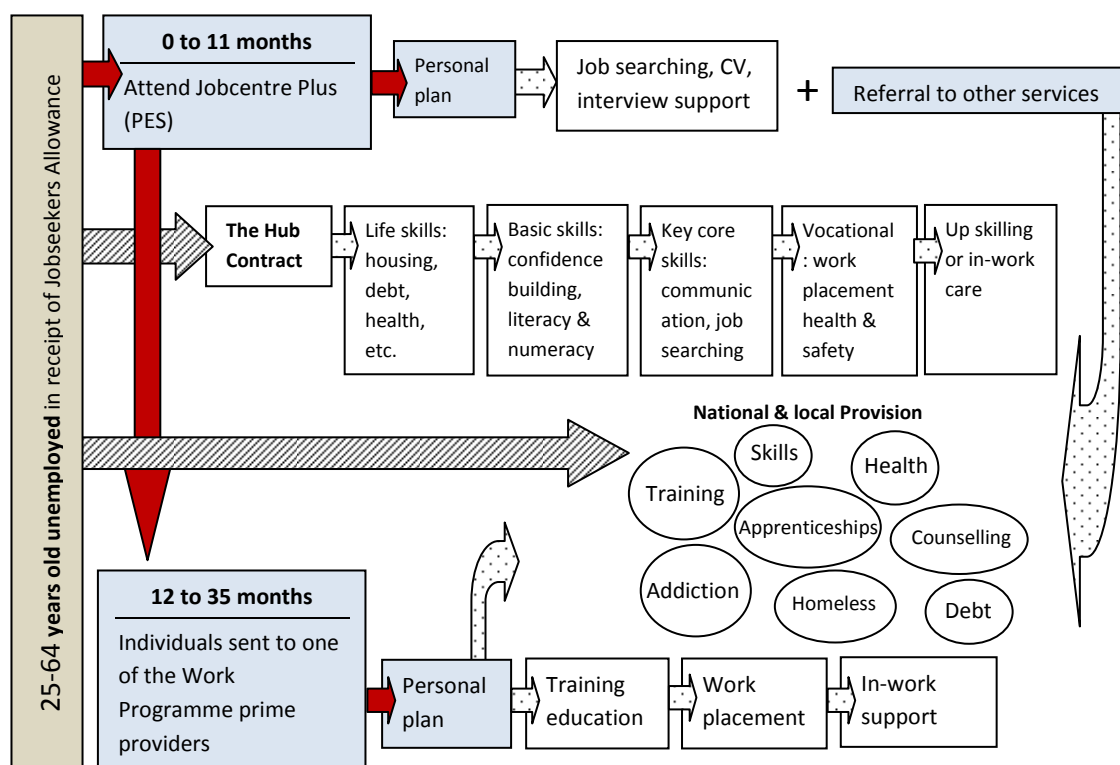 25-64 years old unemployed in receipt of Jobseekers Allowance
0 to 11 months
Attend Jobcentre Plus
(PES)
Personal
plan
Job searching, CV,
interview support
+
Referral to other services
The Hub
Contract
Life skills:
housing,
debt,
health,
etc.
Basic skills:
confidence
building,
literacy &
numeracy
Key core
skills:
communic
ation, job
searching
Vocational
: work
placement
health &
safety
Up skilling
or in-work
care
National & local Provision
Skills
Health
Training
Apprenticeships
Counselling
Addiction
Homeless
Debt
12 to 35 months
Individuals sent to one
of the Work
Programme prime
providers
Personal
plan
Training
education
Work
placement
In-work
support